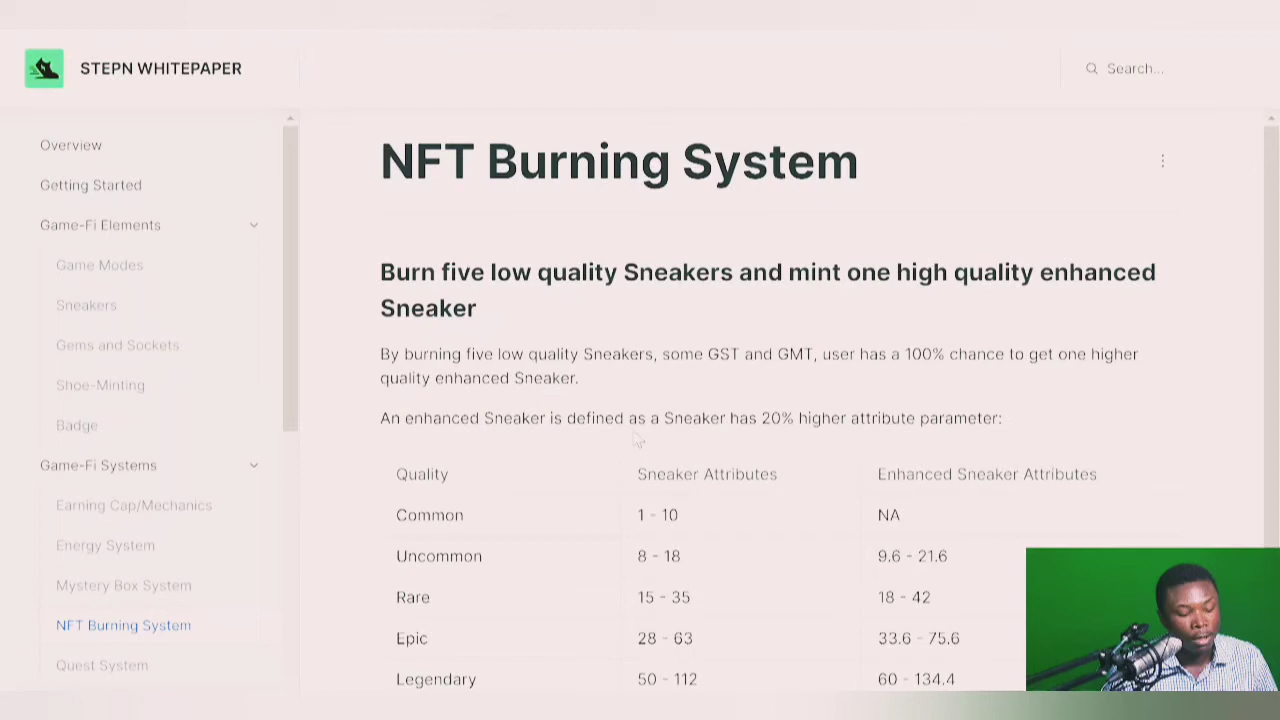 STEPN WHITEPAPER
Search...
Overview
Getting Started
Game-Fi Elements
Game Modes
Sneakers
Gems and Sockets
Shoe-Minting
Badge
Game-Fi Systems
Earning Cap/Mechanics
Energy System
Mystery Box System
NFT Burning System
Quest System
NFT Burning System
Burn five low quality Sneakers and mint one high quality enhanced
Sneaker
By burning five low quality Sneakers, some GST and GMT, user has a 100% chance to get one higher
quality enhanced Sneaker.
An enhanced Sneaker is defined as a Sneaker has 20% higher attribute parameter:
Quality Sneaker Attributes Enhanced Sneaker Attributes
Common 1 - 10 NA
Uncommon 8 - 18 9.6 - 21.6
Rare 15 - 35 18 - 42
Epic 28 - 63 33.6 - 75.6
Legendary 50 - 112 60 - 134.4